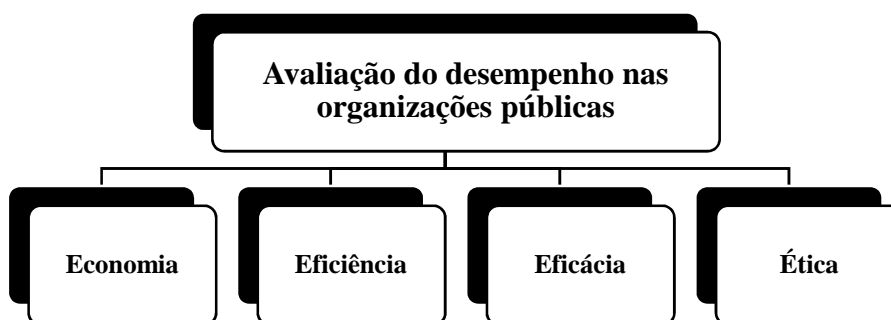 Avaliação do desempenho nas
organizações públicas
Economia
Eficiência
Eficácia
Ética